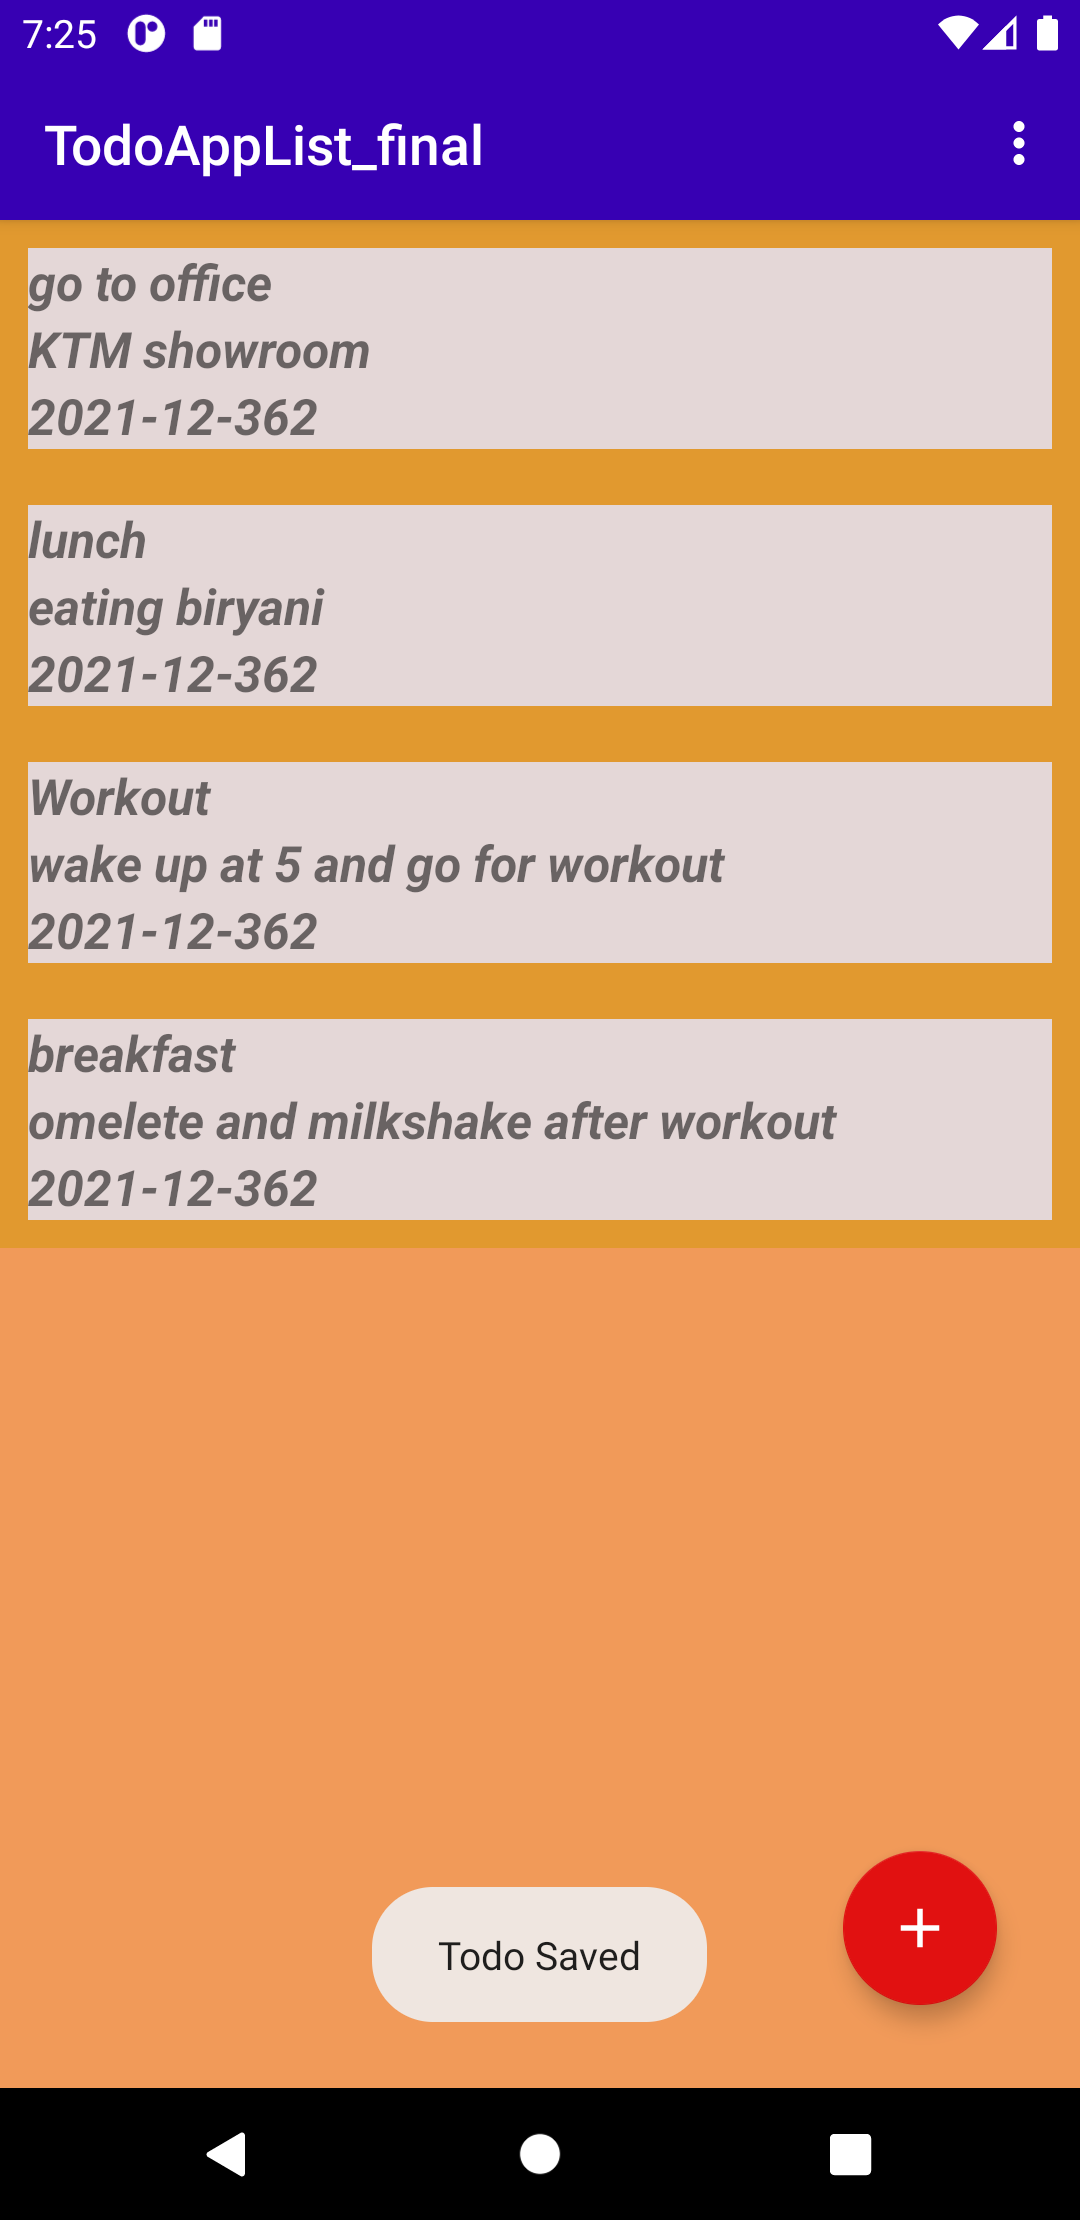 7:25
TodoAppList_final
go to office
KTM showroom
2021-12-362
lunch
eating biryani
2021-12-362
Workout
wake up at 5 and go for workout
2021-12-362
breakfast
omelete and milkshake after workout
2021-12-362
Todo Saved